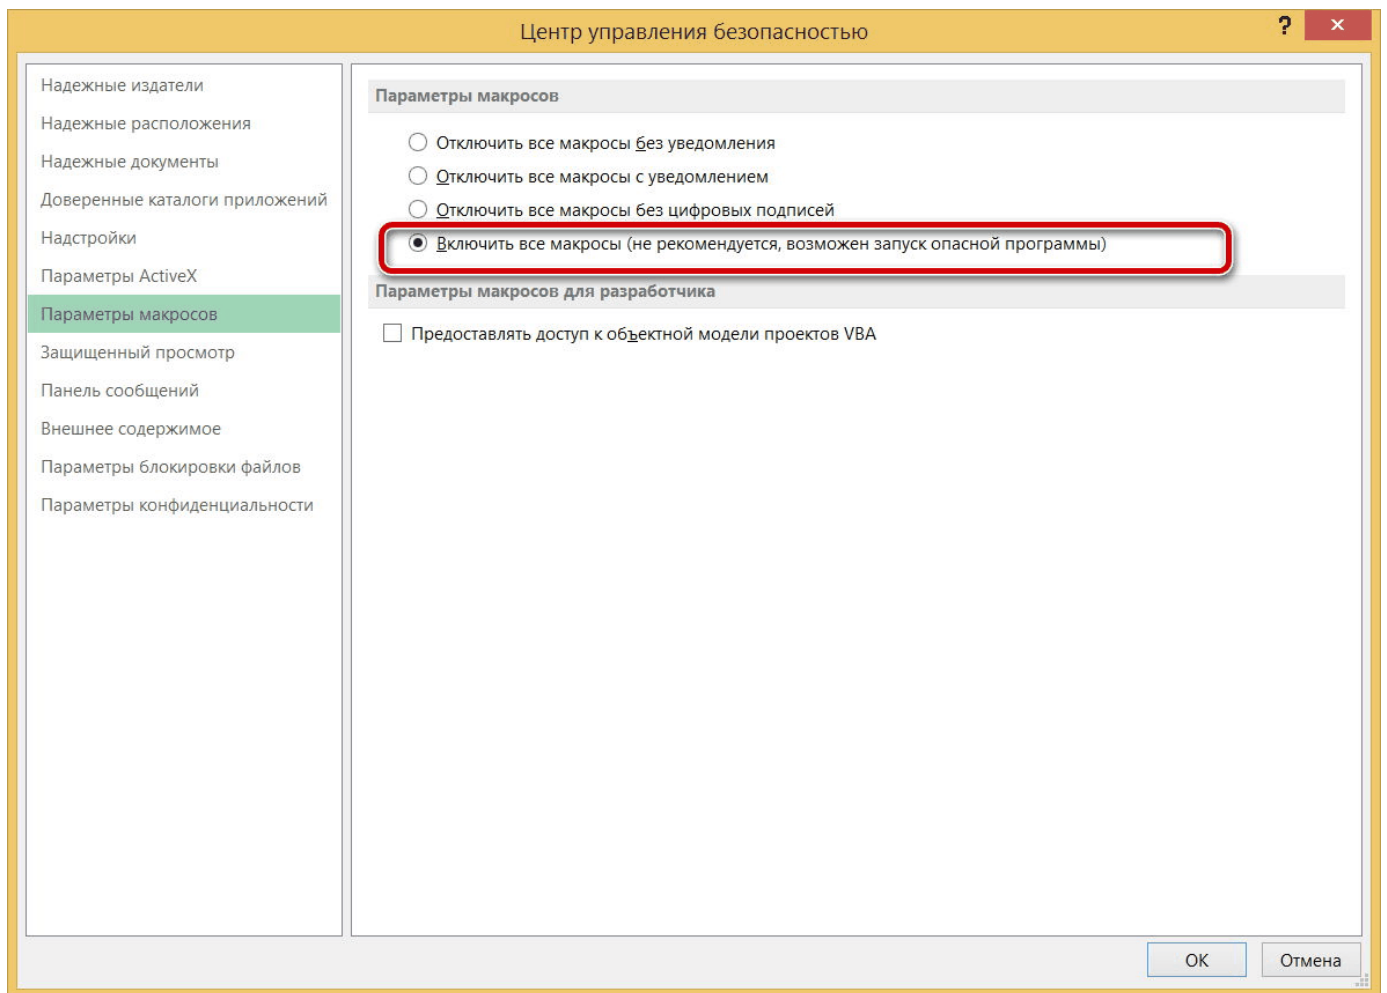 Центр управления безопасностью
?
Надежные издатели
Надежные расположения
Надежные документы
Доверенные каталоги приложений
Надстройки
Параметры ActiveX
Параметры макросов
Защищенный просмотр
Панель сообщений
Внешнее содержимое
Параметры блокировки файлов
Параметры конфиденциальности
Параметры макросов
Отключить все макросы без уведомления
Отключить все макросы с уведомлением
Отключить все макросы без цифровых подписей
Включить все макросы (не рекомендуется, возможен запуск опасной программы)
Параметры макросов для разработчика
Предоставлять доступ к объектной модели проектов VBA
ОК
Отмена